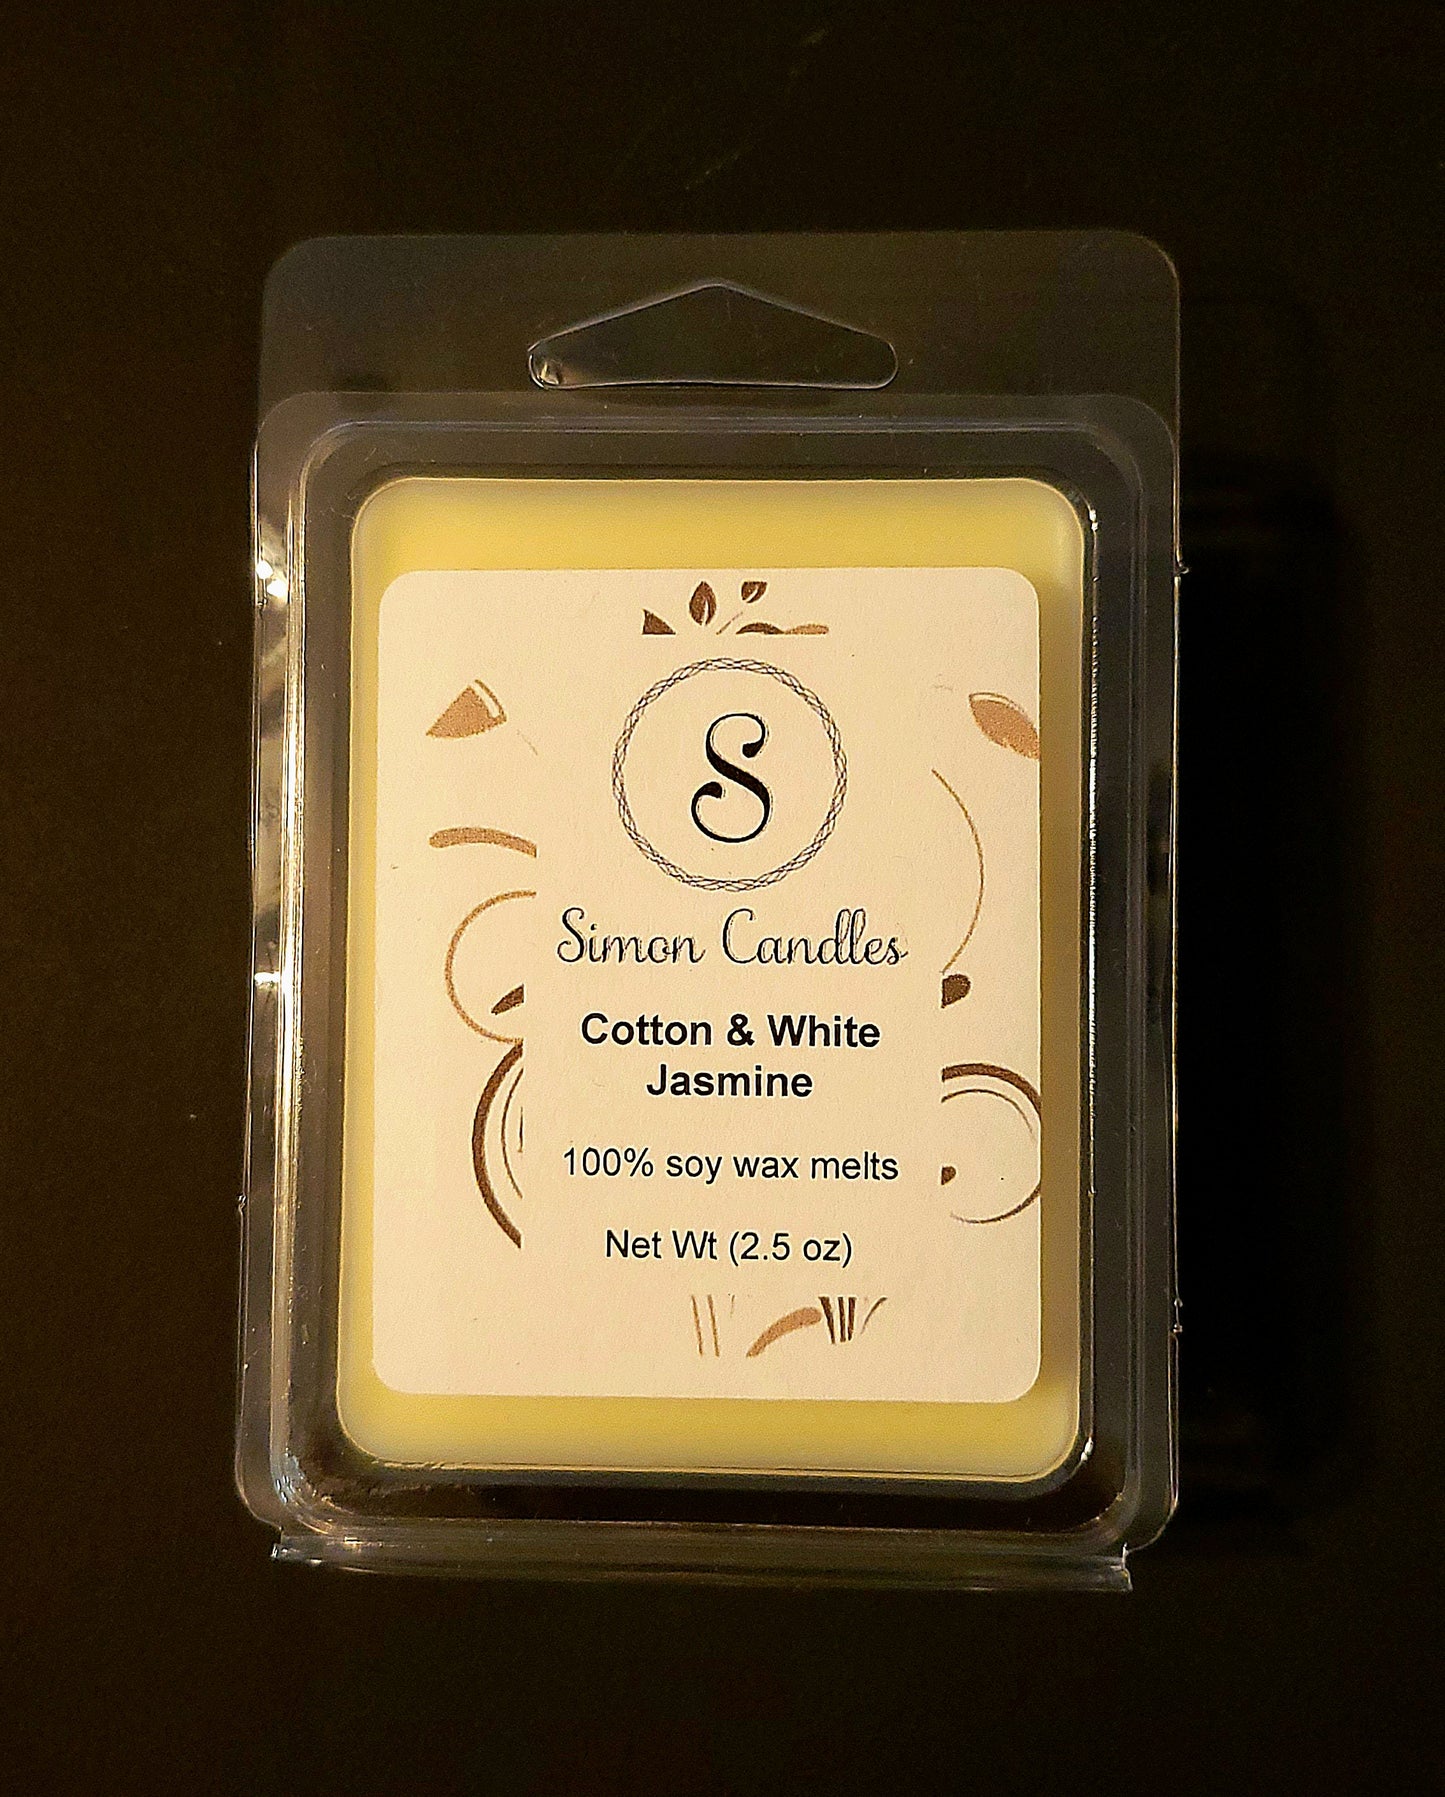 S
Simon Candles
Cotton & White
Jasmine
100% soy wax melts
Net Wt (2.5 oz)